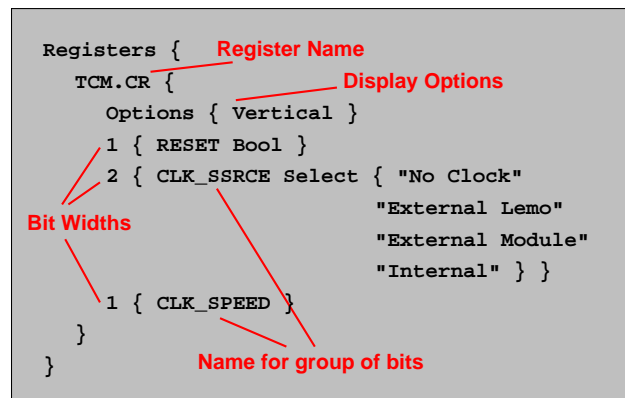 Registers { Register Name
TCM.CR { Display Options
Options { Vertical }
1 { RESET Bool }
2 { CLK_SSRCE Select { "No Clock"
"External Lemo"
Bit Widths
"External Module"
"Internal" } }
1 { CLK_SPEED }
}
} Name for group of bits